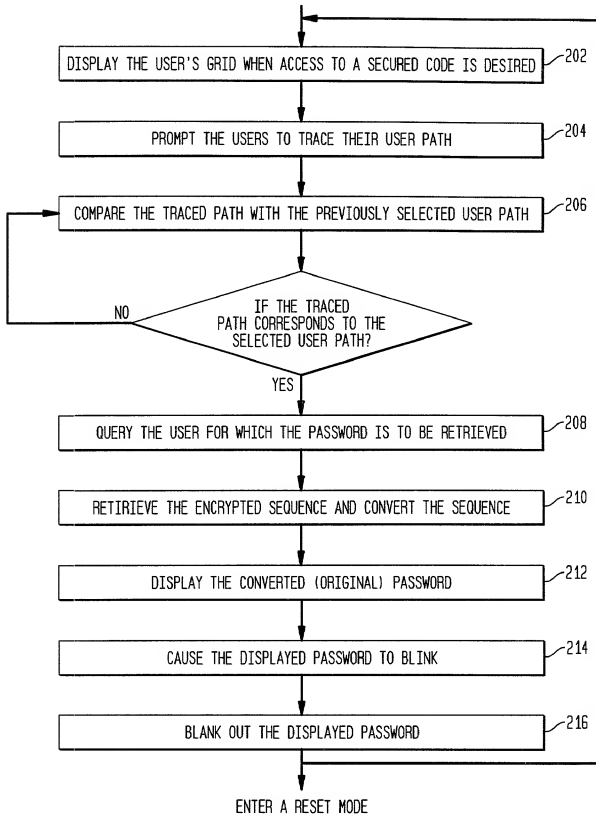 DISPLAY THE USER'S GRID WHEN ACCESS TO A SECURED CODE IS DESIRED
202
PROMPT THE USERS TO TRACE THEIR USER PATH
204
COMPARE THE TRACED PATH WITH THE PREVIOUSLY SELECTED USER PATH
206
IF THE TRACED
PATH CORRESPONDS TO THE
SELECTED USER PATH?
NO
YES
QUERY THE USER FOR WHICH THE PASSWORD IS TO BE RETRIEVED
208
RETIRIEVE THE ENCRYPTED SEQUENCE AND CONVERT THE SEQUENCE
210
DISPLAY THE CONVERTED (ORIGINAL) PASSWORD
212
CAUSE THE DISPLAYED PASSWORD TO BLINK
214
BLANK OUT THE DISPLAYED PASSWORD
216
ENTER A RESET MODE